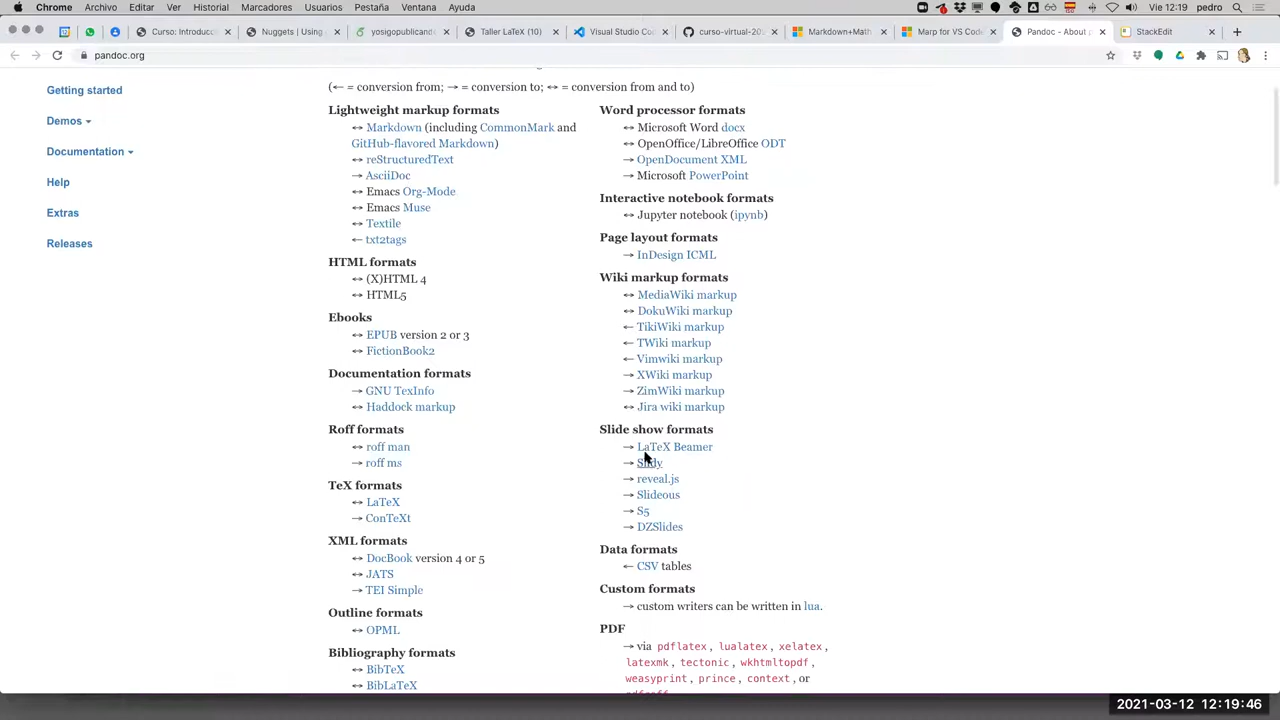 Chrome Archivo Editar Ver Historial Marcadores Usuarios Pestaña Ventana Ayuda
Vie 12:19 pedro
Curso: Introducc
Nuggets | Using
yosigopublicand
Taller LaTeX (10)
Visual Studio Co
curso-virtual-20
Markdown+Math
Marp for VS Code
Pandoc - About
StackEdit
pandoc.org
Getting started
Demos
Documentation
Help
Extras
Releases
(← = conversion from; → = conversion to; ↔ = conversion from and to)
Lightweight markup formats
↔ Markdown (including CommonMark and
GitHub-flavored Markdown)
↔ reStructuredText
→ AsciiDoc
↔ Emacs Org-Mode
↔ Emacs Muse
↔ Textile
← txt2tags
HTML formats
↔ (X)HTML 4
↔ HTML5
Ebooks
↔ EPUB version 2 or 3
↔ FictionBook2
Documentation formats
→ GNU TexInfo
↔ Haddock markup
Roff formats
↔ roff man
→ roff ms
TeX formats
↔ LaTeX
→ ConTeXt
XML formats
↔ DocBook version 4 or 5
↔ JATS
→ TEI Simple
Outline formats
↔ OPML
Bibliography formats
↔ BibTeX
↔ BibLaTeX
Word processor formats
↔ Microsoft Word docx
↔ OpenOffice/LibreOffice ODT
→ OpenDocument XML
→ Microsoft PowerPoint
Interactive notebook formats
↔ Jupyter notebook (ipynb)
Page layout formats
→ InDesign ICML
Wiki markup formats
↔ MediaWiki markup
↔ DokuWiki markup
← TikiWiki markup
← TWiki markup
← Vimwiki markup
→ XWiki markup
→ ZimWiki markup
↔ Jira wiki markup
Slide show formats
→ LaTeX Beamer
→ Slidy
→ reveal.js
→ Slideous
→ S5
→ DZSlides
Data formats
← CSV tables
Custom formats
→ custom writers can be written in lua.
PDF
→ via pdflatex, lualatex, xelatex,
latexmk, tectonic, wkhtmltopdf,
weasyprint, prince, context, or
2021-03-12 12:19:46